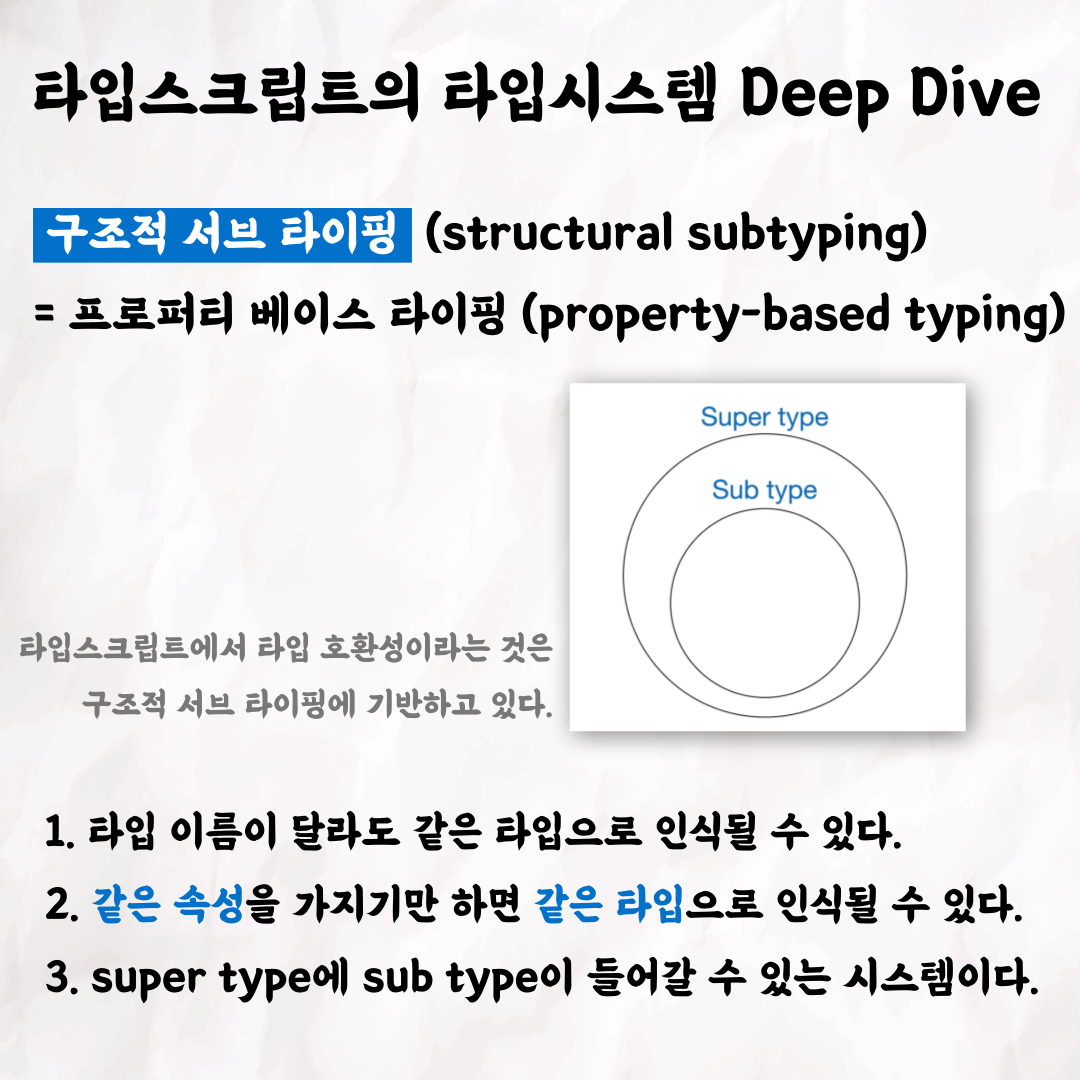 타입스크립트의 타입시스템 Deep Dive
구조적 서브 타이핑 (structural subtyping)
= 프로퍼티 베이스 타이핑 (property-based typing)
Super type
Sub type
타입스크립트에서 타입 호환성이라는 것은
구조적 서브 타이핑에 기반하고 있다.
1. 타입 이름이 달라도 같은 타입으로 인식될 수 있다.
2. 같은 속성을 가지기만 하면 같은 타입으로 인식될 수 있다.
3. super type에 sub type이 들어갈 수 있는 시스템이다.